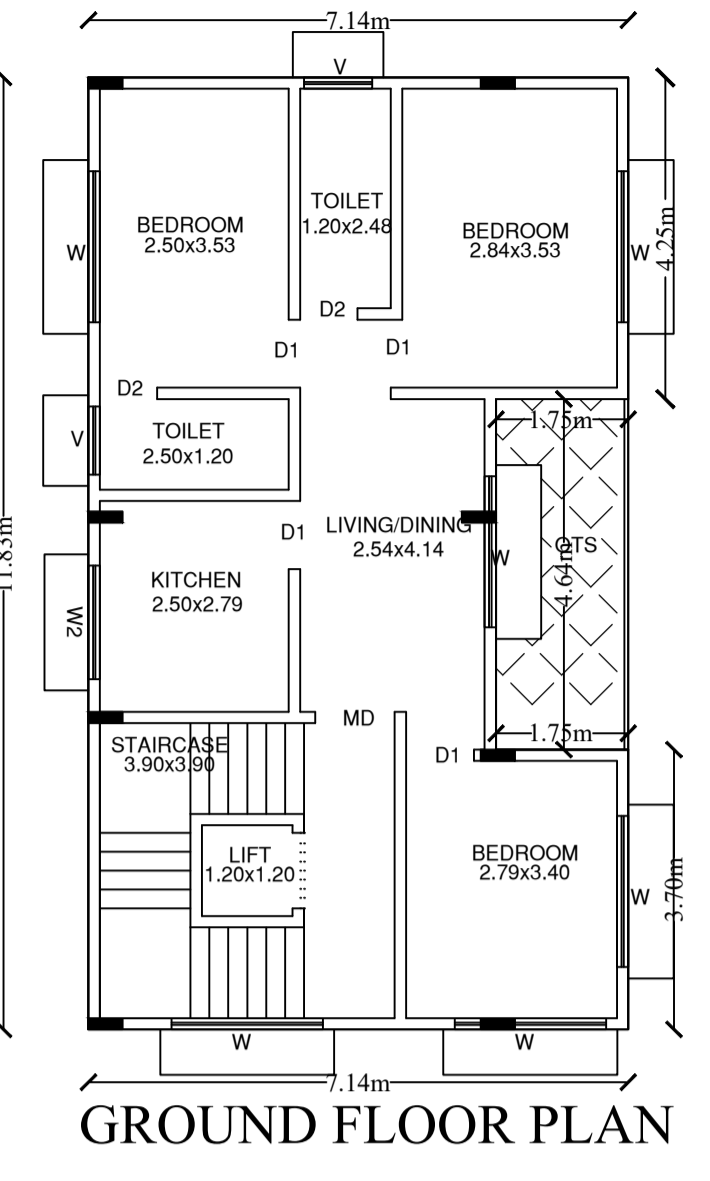 7.14m
V
TOILET
1.20x2.48
BEDROOM
2.50x3.53
BEDROOM
2.84x3.53
W
W
4.25m
D2
D1
D1
D2
1.75m
TOILET
2.50x1.20
V
D1
LIVING/DINING
2.54x4.14
W
OTS
4.64m
11.83m
KITCHEN
2.50x2.79
W2
MD
1.75m
STAIRCASE
3.90x3.90
D1
LIFT
1.20x1.20
BEDROOM
2.79x3.40
W
3.70m
W
W
7.14m
GROUND FLOOR PLAN